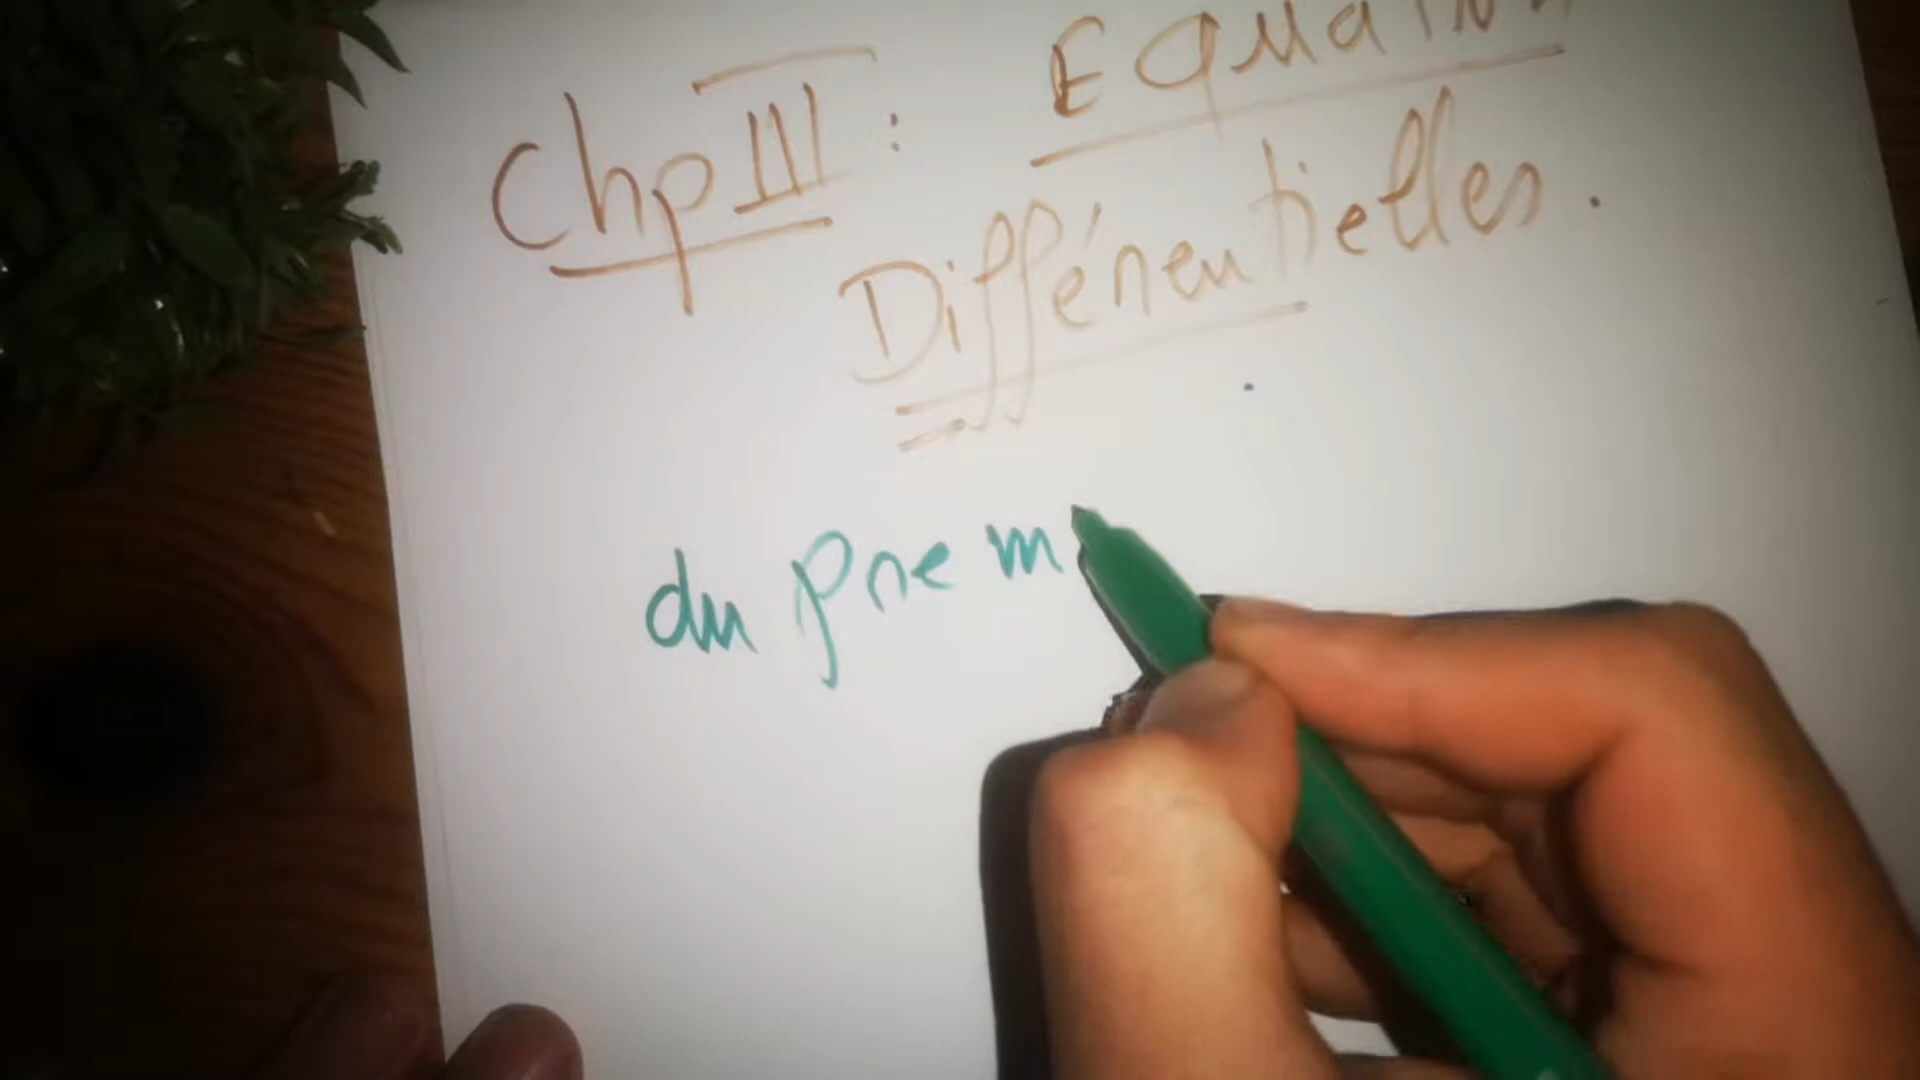 Chp III : Equation
Différentielles.
du prem